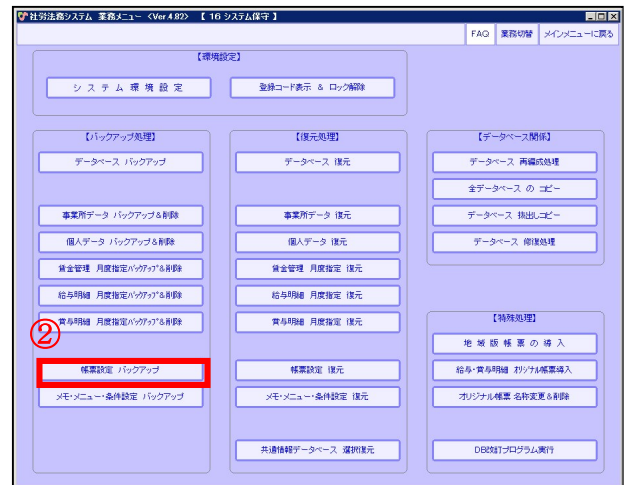 社労法務システム 業務メニュー 〈Ver.4.82〉 【 16 システム保守 】
FAQ 業務切替 メインメニューに戻る
【環境設定】
システム環境設定
登録コード表示 & ロック解除
【バックアップ処理】
データベース バックアップ
事業所データ バックアップ&削除
個人データ バックアップ&削除
賃金管理 月度指定バックアップ&削除
給与明細 月度指定バックアップ&削除
賞与明細 月度指定バックアップ&削除
②
帳票設定 バックアップ
メモ・メニュー・条件設定 バックアップ
【復元処理】
データベース 復元
事業所データ 復元
個人データ 復元
賃金管理 月度指定 復元
給与明細 月度指定 復元
賞与明細 月度指定 復元
帳票設定 復元
メモ・メニュー・条件設定 復元
共通情報データベース 選択復元
【データベース関係】
データベース 再編成処理
全データベース の コピー
データベース 抜出しコピー
データベース 修復処理
【特殊処理】
地域版帳票の導入
給与・賞与明細 オリジナル帳票導入
オリジナル帳票 名称変更&削除
DB改訂プログラム実行